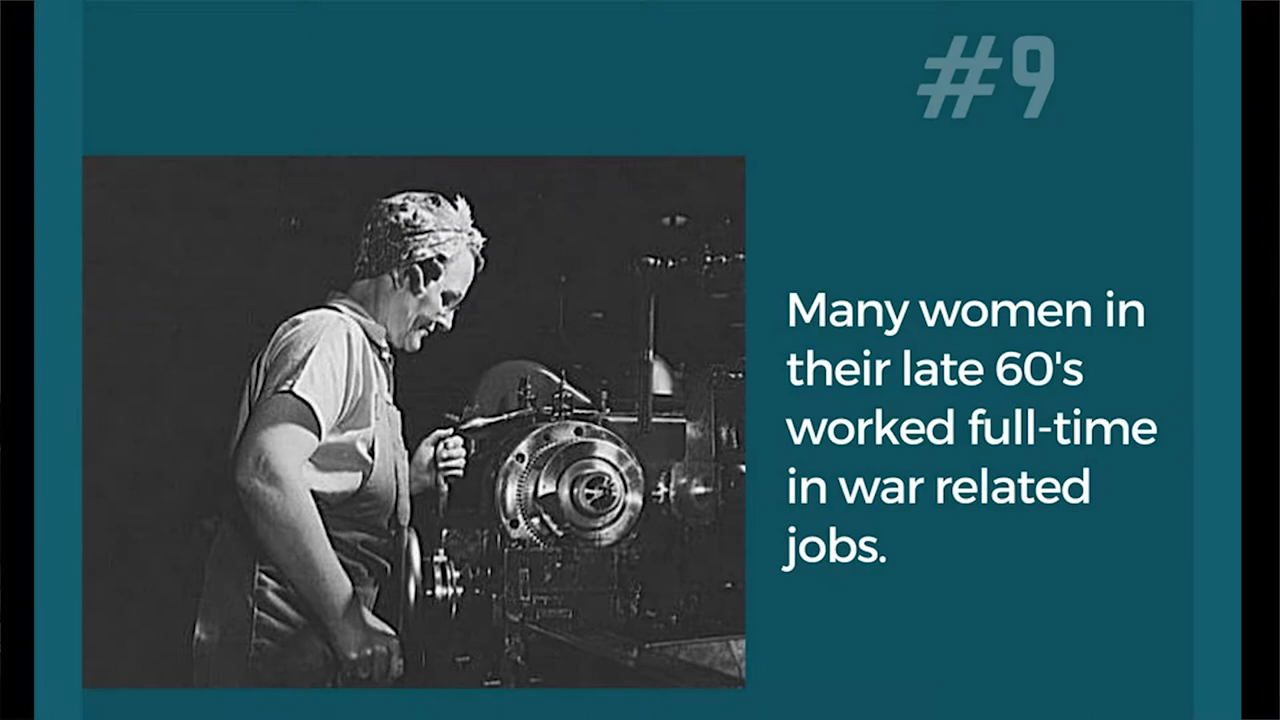 #9
Many women in
their late 60's
worked full-time
in war related
jobs.